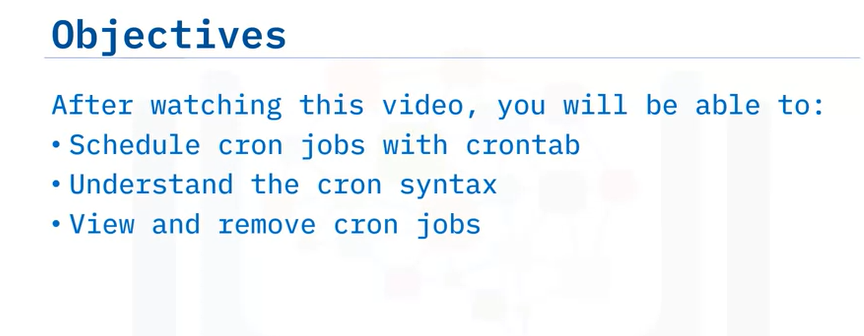 Objectives
After watching this video, you will be able to:
• Schedule cron jobs with crontab
• Understand the cron syntax
• View and remove cron jobs